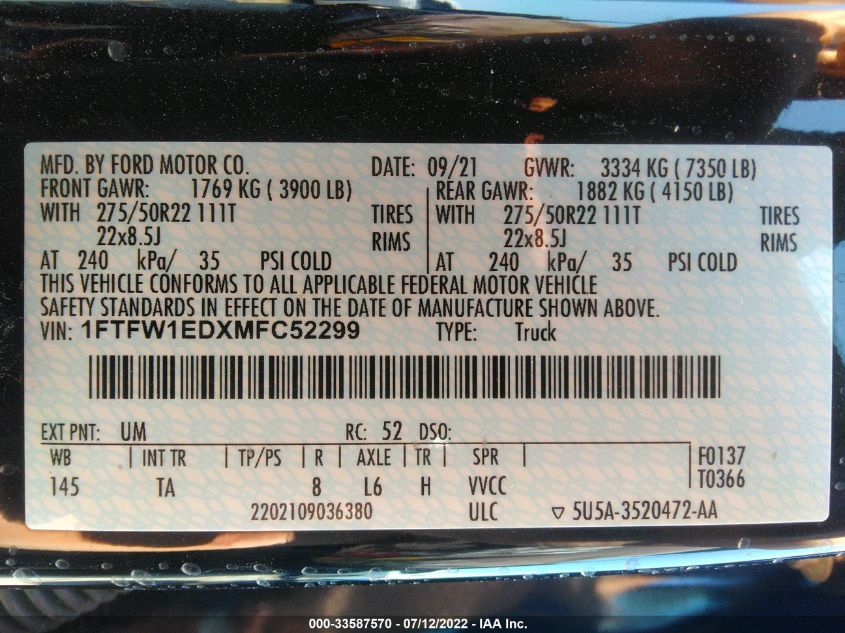 MFD. BY FORD MOTOR CO. DATE: 09/21 GVWR: 3334 KG ( 7350 LB)
FRONT GAWR: 1769 KG ( 3900 LB) REAR GAWR: 1882 KG ( 4150 LB)
WITH 275/50R22 111T TIRES WITH 275/50R22 111T TIRES
22x8.5J RIMS 22x8.5J RIMS
AT 240 kPa/ 35 PSI COLD AT 240 kPa/ 35 PSI COLD
THIS VEHICLE CONFORMS TO ALL APPLICABLE FEDERAL MOTOR VEHICLE
SAFETY STANDARDS IN EFFECT ON THE DATE OF MANUFACTURE SHOWN ABOVE.
VIN: 1FTFW1EDXMFC52299 TYPE: Truck
EXT PNT: UM RC: 52 DSO:
WB INT TR TP/PS R AXLE TR SPR F0137
145 TA 8 L6 H VVCC T0366
2202109036380 ULC ▽ 5U5A-3520472-AA
000-33587570 - 07/12/2022 - IAA Inc.